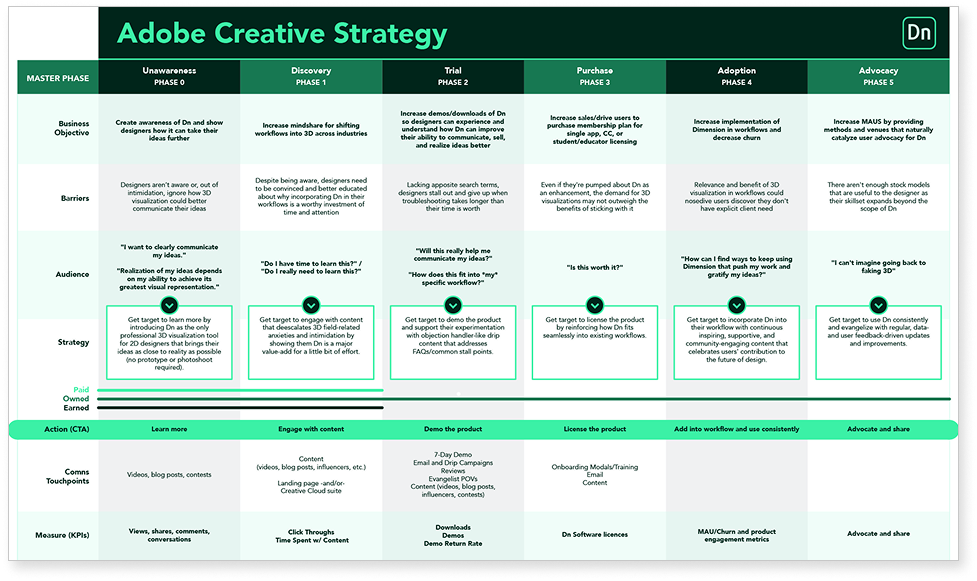 Adobe Creative Strategy
Dn
MASTER PHASE
Unawareness
PHASE 0
Discovery
PHASE 1
Trial
PHASE 2
Purchase
PHASE 3
Adoption
PHASE 4
Advocacy
PHASE 5
Business
Objective
Create awareness of Dn and show
designers how it can take their
ideas further
Increase mindshare for shifting
workflows into 3D across industries
Increase demos/downloads of Dn
so designers can experience and
understand how Dn can improve
their ability to communicate, sell,
and realize ideas better
Increase sales/drive users to
purchase membership plan for
single app, CC, or
student/educator licensing
Increase implementation of
Dimension in workflows and
decrease churn
Increase MAUS by providing
methods and venues that naturally
catalyze user advocacy for Dn
Barriers
Designers aren't aware or, out of
intimidation, ignore how 3D
visualization could better
communicate their ideas
Despite being aware, designers need
to be convinced and better educated
about why incorporating Dn in their
workflows is a worthy investment of
time and attention
Lacking apposite search terms,
designers stall out and give up when
troubleshooting takes longer than
their time is worth
Even if they're pumped about Dn as
an enhancement, the demand for 3D
visualizations may not outweigh the
benefits of sticking with it
Relevance and benefit of 3D
visualization in workflows could
nosedive users discover they don't
have explicit client need
There aren't enough stock models
that are useful to the designer as
their skillset expands beyond the
scope of Dn
Audience
"I want to clearly communicate
my ideas."
"Realization of my ideas depends
on my ability to achieve its
greatest visual representation."
"Do I have time to learn this?" /
"Do I really need to learn this?"
"Will this really help me
communicate my ideas?"
"How does this fit into *my*
specific workflow?"
"Is this worth it?"
"How can I find ways to keep using
Dimension that push my work and
gratify my ideas?"
"I can't imagine going back to
faking 3D"
Strategy
Get target to learn more by
introducing Dn as the only
professional 3D visualization tool
for 2D designers that brings their
ideas as close to reality as possible
(no prototype or photoshoot
required).
Get target to engage with content
that deescalates 3D field-related
anxieties and intimidation by
showing them Dn is a major
value-add for a little bit of effort.
Get target to demo the product
and support their experimentation
with objection handler-like drip
content that addresses
FAQs/common stall points.
Get target to license the product
by reinforcing how Dn fits
seamlessly into existing workflows.
Get target to incorporate Dn into
their workflow with continuous
inspiring, supportive, and
community-engaging content that
celebrates users' contribution to
the future of design.
Get target to use Dn consistently
and evangelize with regular, data-
and user feedback-driven updates
and improvements.
Paid
Owned
Earned
Action (CTA)
Learn more
Engage with content
Demo the product
License the product
Add into workflow and use consistently
Advocate and share
Comns
Touchpoints
Videos, blog posts, contests
Content
(videos, blog posts, influencers, etc.)
Landing page -and/or-
Creative Cloud suite
7-Day Demo
Email and Drip Campaigns
Reviews
Evangelist POVs
Content (videos, blog posts,
influencers, contests)
Onboarding Modals/Training
Email
Content
Measure (KPIs)
Views, shares, comments,
conversations
Click Throughs
Time Spent w/ Content
Downloads
Demos
Demo Return Rate
Dn Software licences
MAU/Churn and product
engagement metrics
Advocate and share